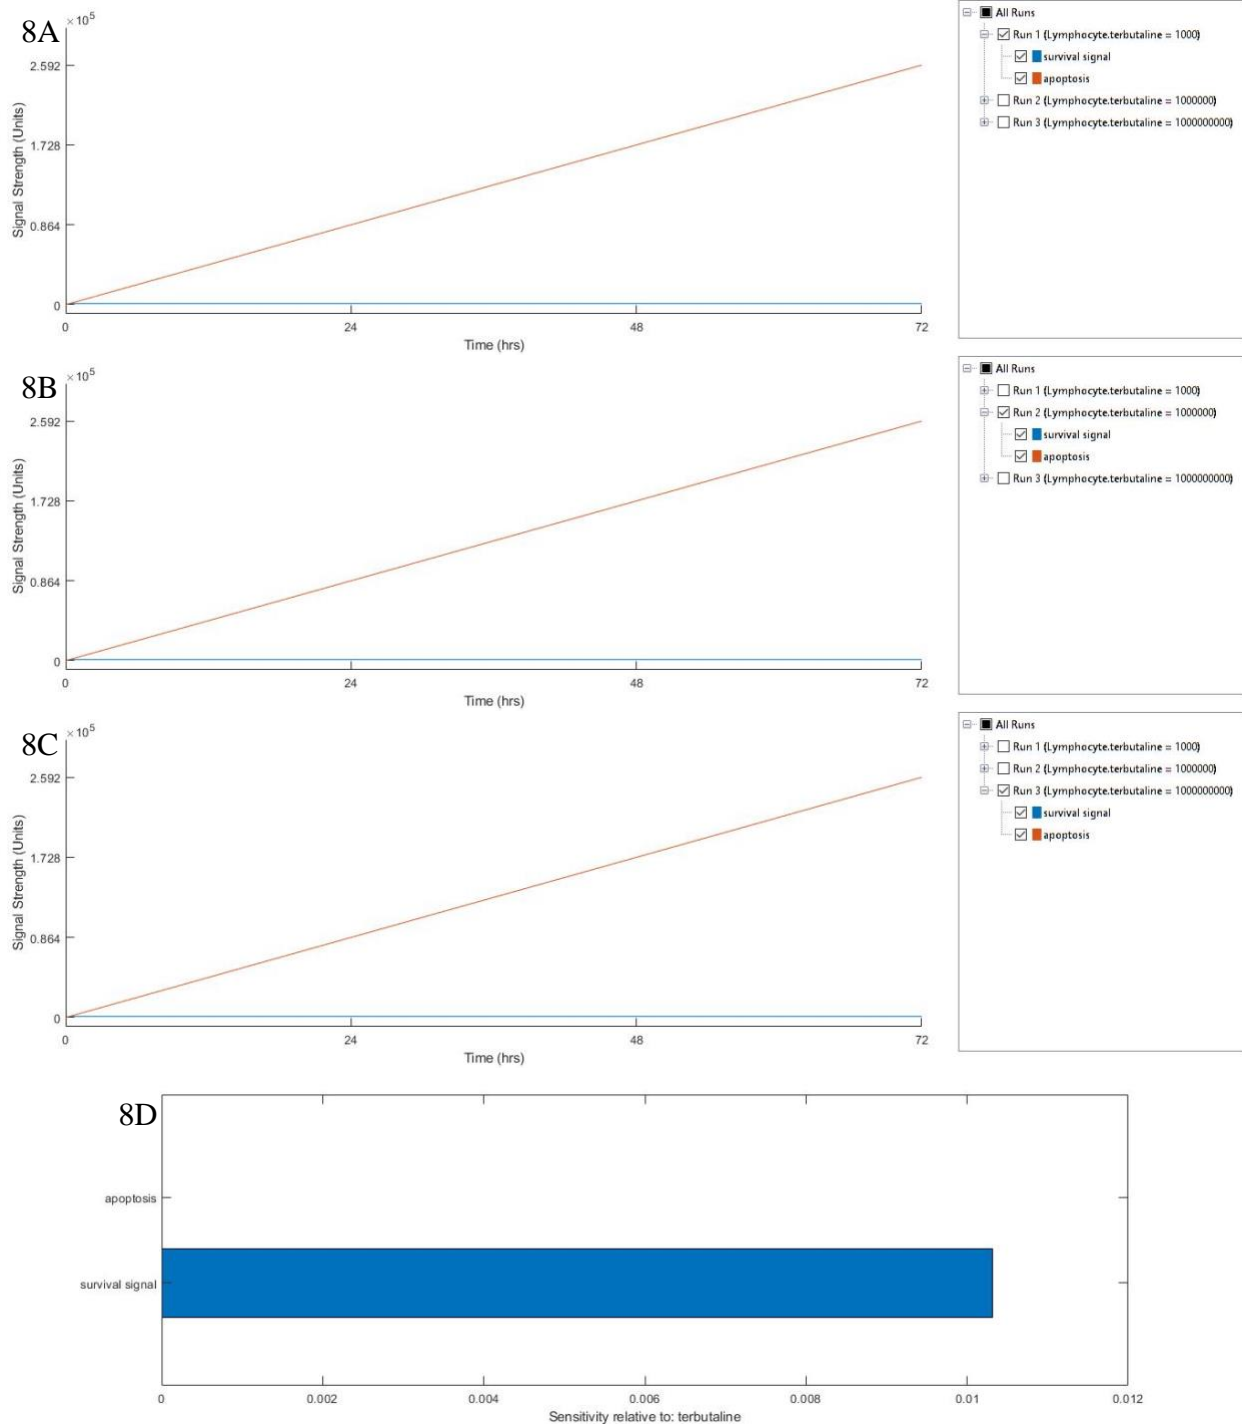 8A
×10⁵
2.592
1.728
0.864
0
Signal Strength (Units)
0 24 48 72
Time (hrs)
All Runs
Run 1 (Lymphocyte.terbutaline = 1000)
survival signal
apoptosis
Run 2 (Lymphocyte.terbutaline = 1000000)
Run 3 (Lymphocyte.terbutaline = 1000000000)
8B
×10⁵
2.592
1.728
0.864
0
Signal Strength (Units)
0 24 48 72
Time (hrs)
All Runs
Run 1 (Lymphocyte.terbutaline = 1000)
Run 2 (Lymphocyte.terbutaline = 1000000)
survival signal
apoptosis
Run 3 (Lymphocyte.terbutaline = 1000000000)
8C
×10⁵
2.592
1.728
0.864
0
Signal Strength (Units)
0 24 48 72
Time (hrs)
All Runs
Run 1 (Lymphocyte.terbutaline = 1000)
Run 2 (Lymphocyte.terbutaline = 1000000)
Run 3 (Lymphocyte.terbutaline = 1000000000)
survival signal
apoptosis
8D
apoptosis
survival signal
0 0.002 0.004 0.006 0.008 0.01 0.012
Sensitivity relative to: terbutaline